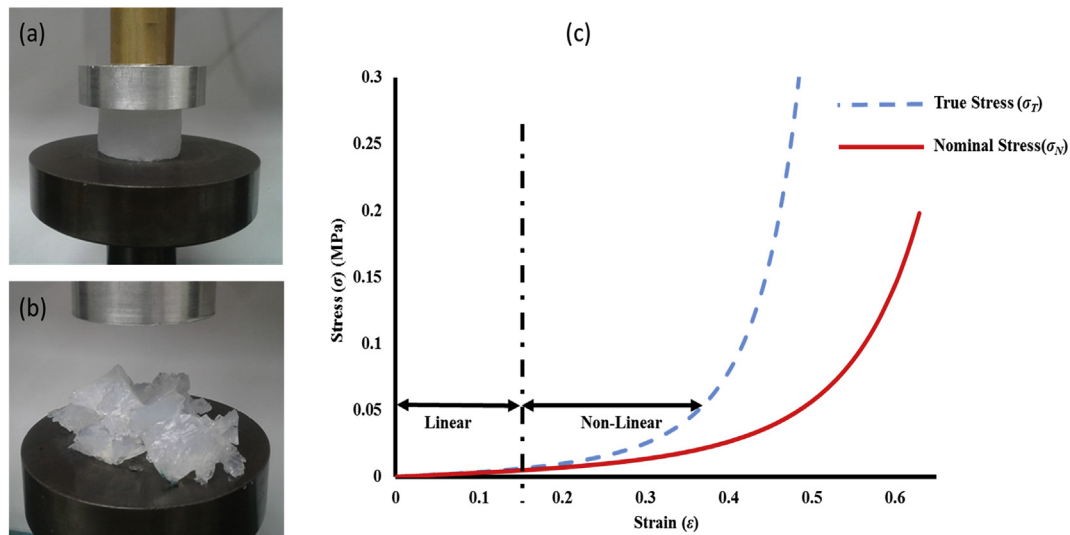 (a)
(b)
(c)
0.3
0.25
0.2
0.15
0.1
0.05
0
Stress (σ) (MPa)
True Stress (σT)
Nominal Stress(σN)
Linear
Non-Linear
0
0.1
0.2
0.3
0.4
0.5
0.6
Strain (ε)